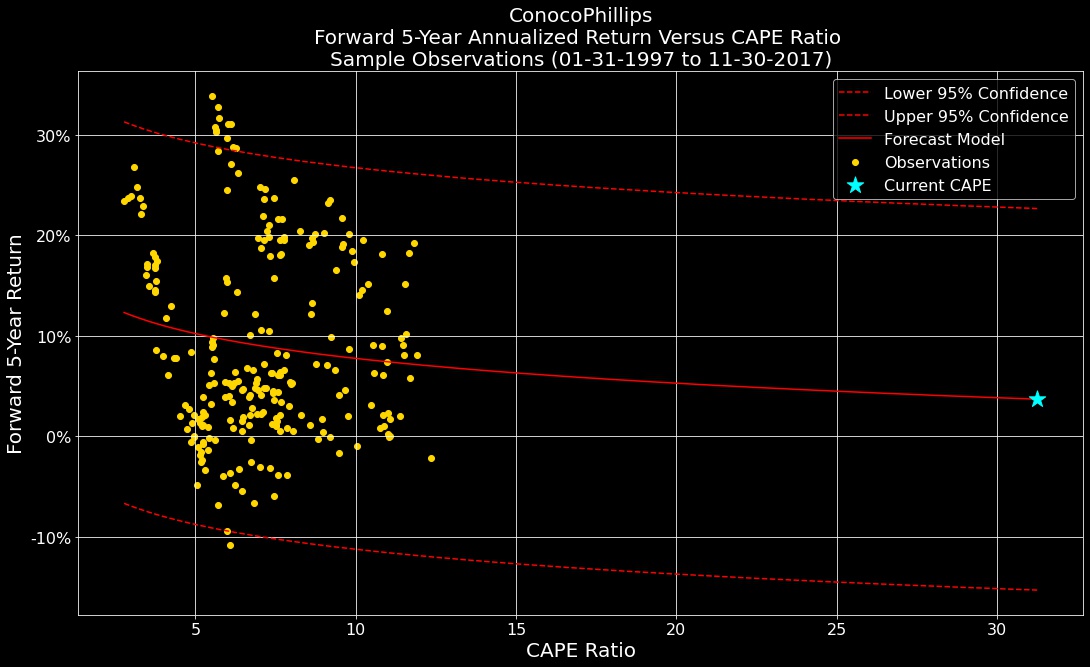 ConocoPhillips
Forward 5-Year Annualized Return Versus CAPE Ratio
Sample Observations (01-31-1997 to 11-30-2017)
Lower 95% Confidence
Upper 95% Confidence
Forecast Model
Observations
Current CAPE
Forward 5-Year Return
30%
20%
10%
0%
-10%
5
10
15
20
25
30
CAPE Ratio